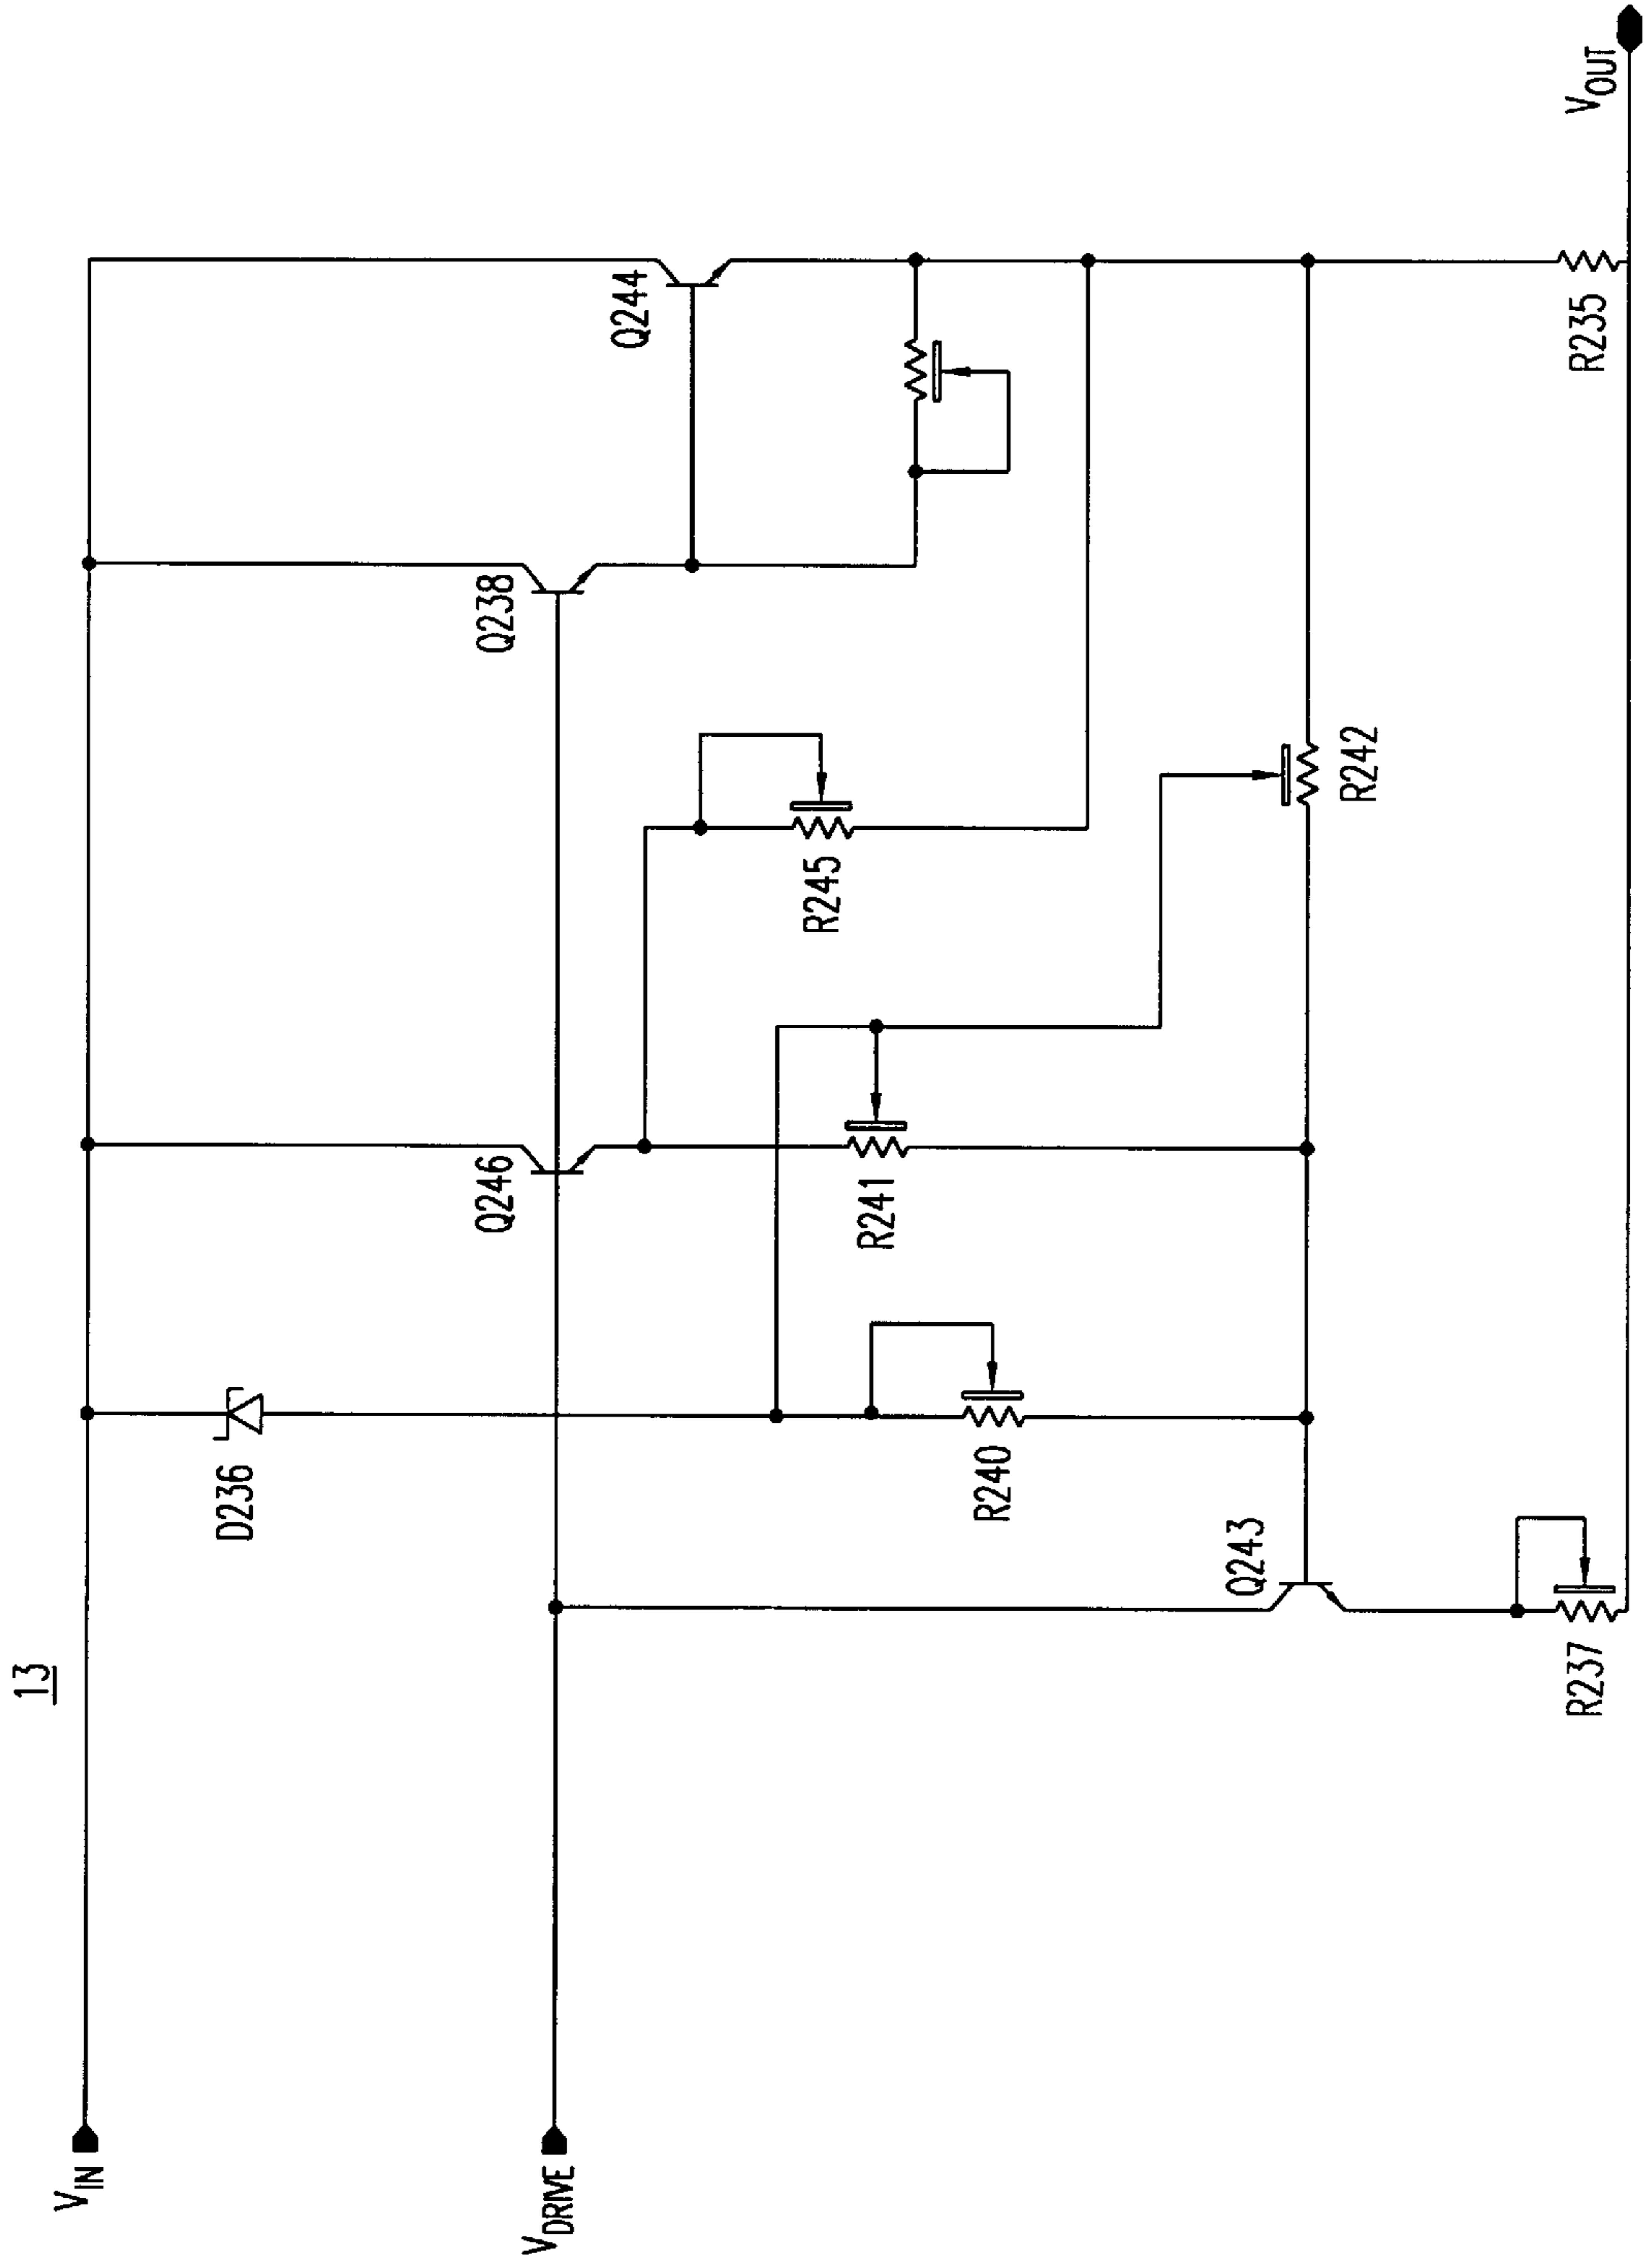 13
V_IN
V_DRIVE
D236
Q246
Q238
Q244
R245
R241
R240
Q243
R242
R237
R235
V_OUT